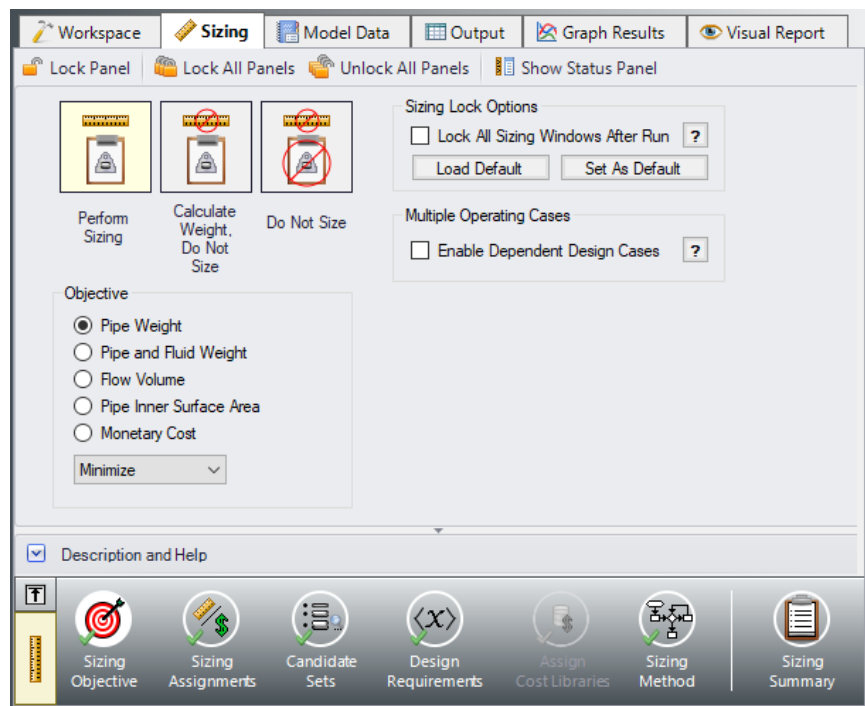 Workspace
Sizing
Model Data
Output
Graph Results
Visual Report
Lock Panel
Lock All Panels
Unlock All Panels
Show Status Panel
Perform
Sizing
Calculate
Weight,
Do Not
Size
Do Not Size
Sizing Lock Options
Lock All Sizing Windows After Run
?
Load Default
Set As Default
Multiple Operating Cases
Enable Dependent Design Cases
?
Objective
Pipe Weight
Pipe and Fluid Weight
Flow Volume
Pipe Inner Surface Area
Monetary Cost
Minimize
Description and Help
$
⟨x⟩
$
Sizing
Objective
Sizing
Assignments
Candidate
Sets
Design
Requirements
Assign
Cost Libraries
Sizing
Method
Sizing
Summary